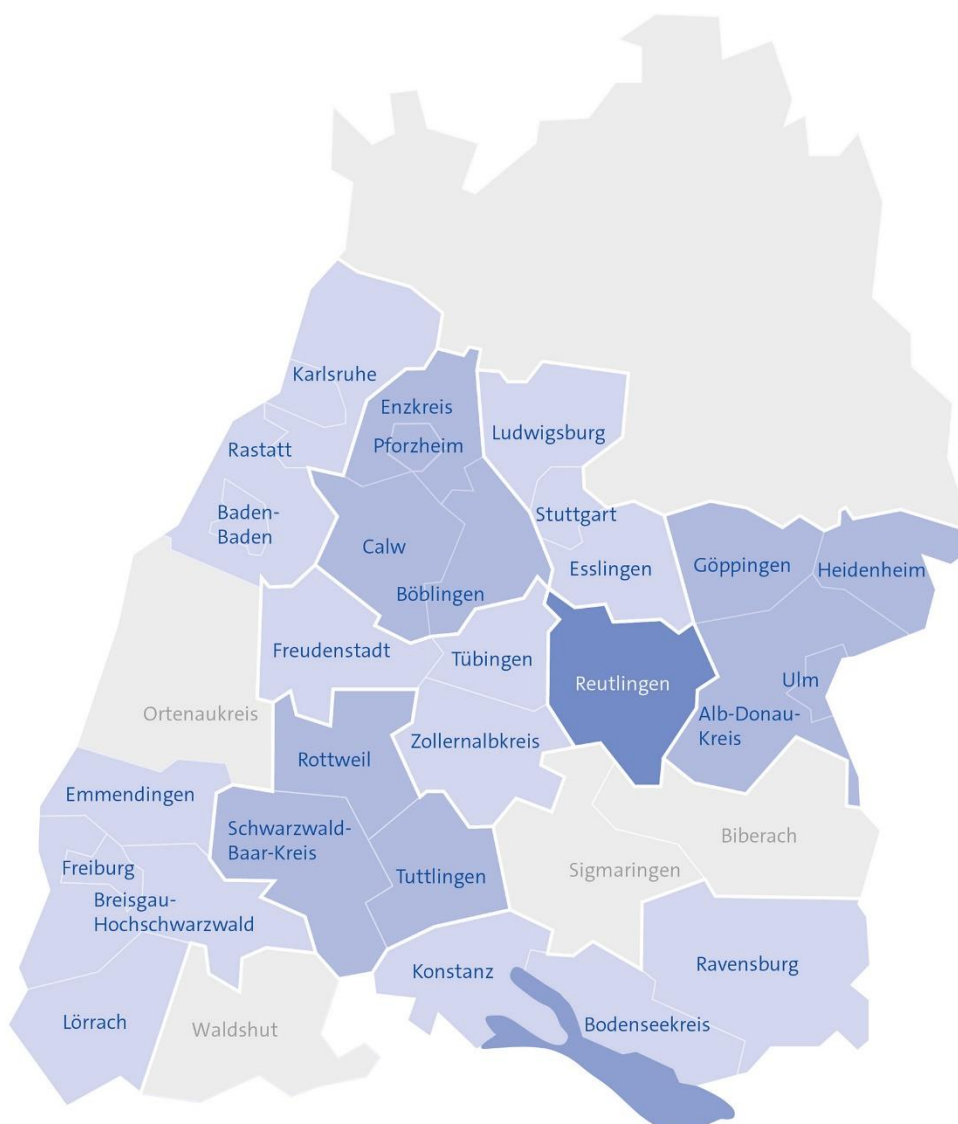 Karlsruhe
Enzkreis
Pforzheim
Ludwigsburg
Rastatt
Baden-
Baden
Stuttgart
Calw
Esslingen
Göppingen
Heidenheim
Böblingen
Freudenstadt
Tübingen
Reutlingen
Ulm
Ortenaukreis
Alb-Donau-
Kreis
Zollernalbkreis
Rottweil
Emmendingen
Schwarzwald-
Baar-Kreis
Biberach
Freiburg
Sigmaringen
Tuttlingen
Breisgau-
Hochschwarzwald
Konstanz
Ravensburg
Lörrach
Waldshut
Bodenseekreis